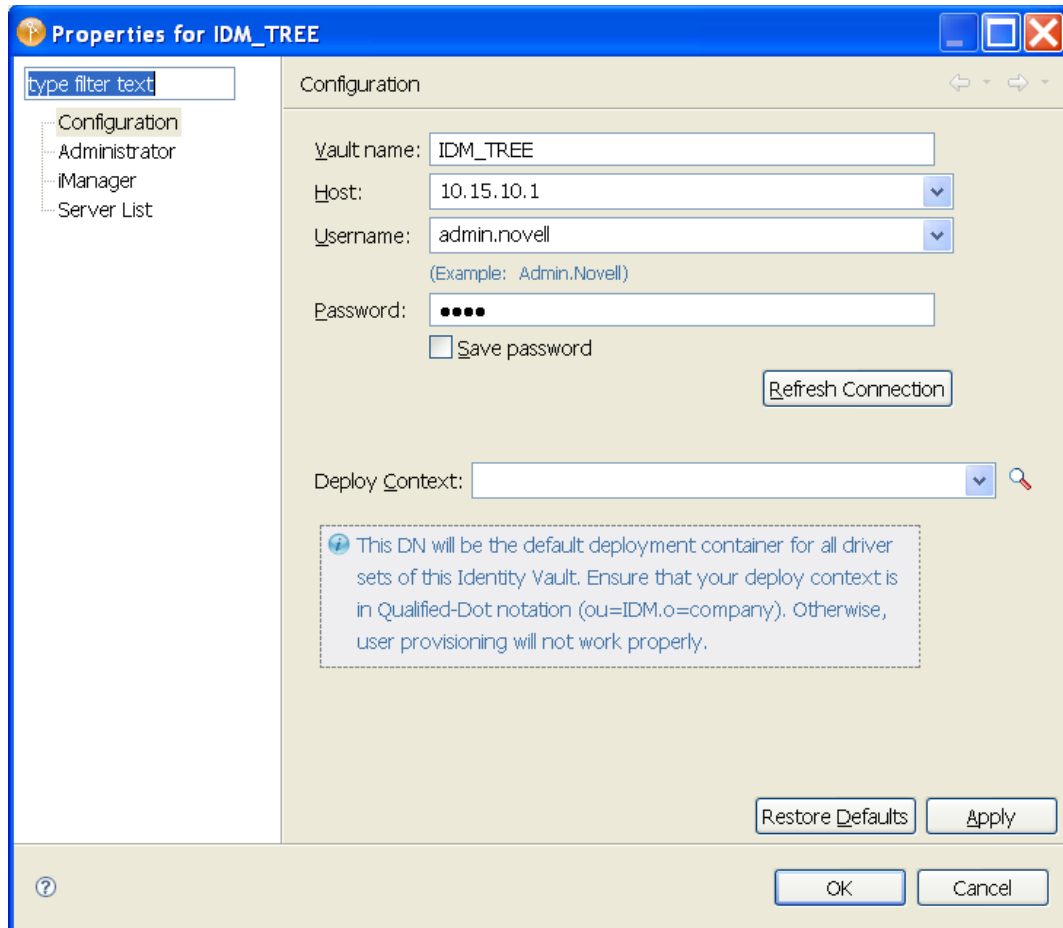 Properties for IDM_TREE
type filter text
Configuration
Administrator
iManager
Server List
Configuration
Vault name: IDM_TREE
Host: 10.15.10.1
Username: admin.novell
(Example: Admin.Novell)
Password: ●●●●
Save password
Refresh Connection
Deploy Context:
This DN will be the default deployment container for all driver
sets of this Identity Vault. Ensure that your deploy context is
in Qualified-Dot notation (ou=IDM.o=company). Otherwise,
user provisioning will not work properly.
Restore Defaults Apply
? OK Cancel